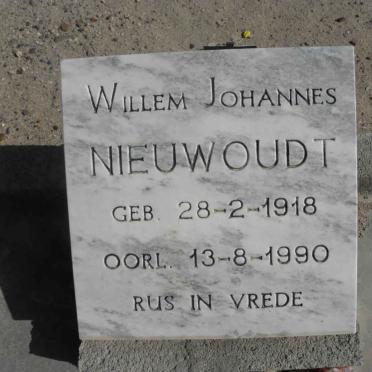 Willem Johannes
NIEUWOUDT
GEB. 28-2-1918
OORL. 13-8-1990
RUS IN VREDE